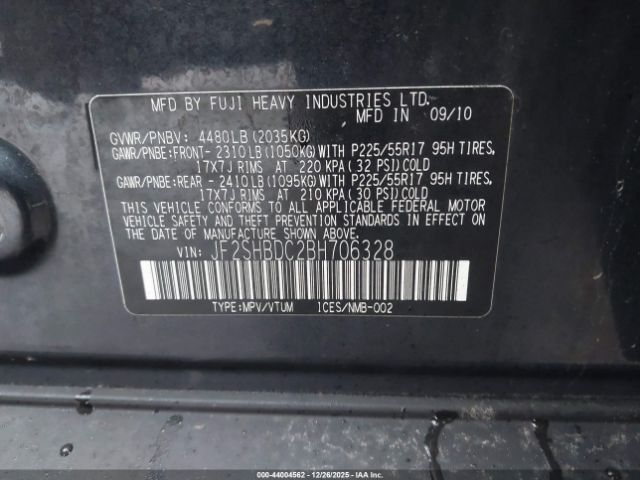 MFD BY FUJI HEAVY INDUSTRIES LTD.
MFD IN 09/10
GVWR/PNBV: 4480LB(2035KG)
GAWR/PNBE:FRONT- 2310LB(1050KG)WITH P225/55R17 95H TIRES,
17X7J RIMS AT 220 KPA(32 PSI)COLD
GAWR/PNBE:REAR - 2410LB(1095KG)WITH P225/55R17 95H TIRES,
17X7J RIMS AT 210 KPA(30 PSI)COLD
THIS VEHICLE CONFORMS TO ALL APPLICABLE FEDERAL MOTOR
VEHICLE SAFETY AND THEFT PREVENTION STANDARDS IN EFFECT
ON THE DATE OF MANUFACTURE SHOWN ABOVE.
VIN: JF2SHBDC2BH706328
TYPE:MPV/VTUM ICES/NMB-002
000-44004562 | 12/26/2025 - IAAI.COM